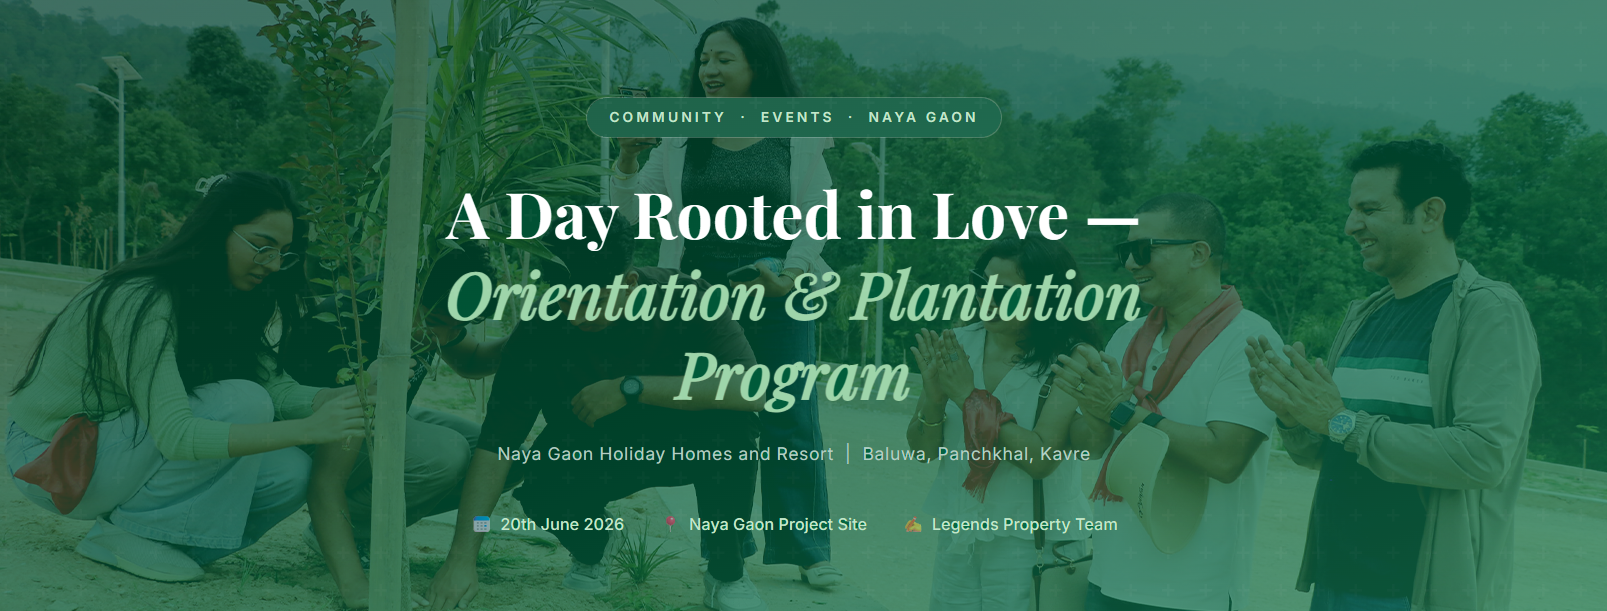 COMMUNITY · EVENTS · NAYA GAON
A Day Rooted in Love —
Orientation & Plantation
Program
Naya Gaon Holiday Homes and Resort | Baluwa, Panchkhal, Kavre
20th June 2026 Naya Gaon Project Site Legends Property Team